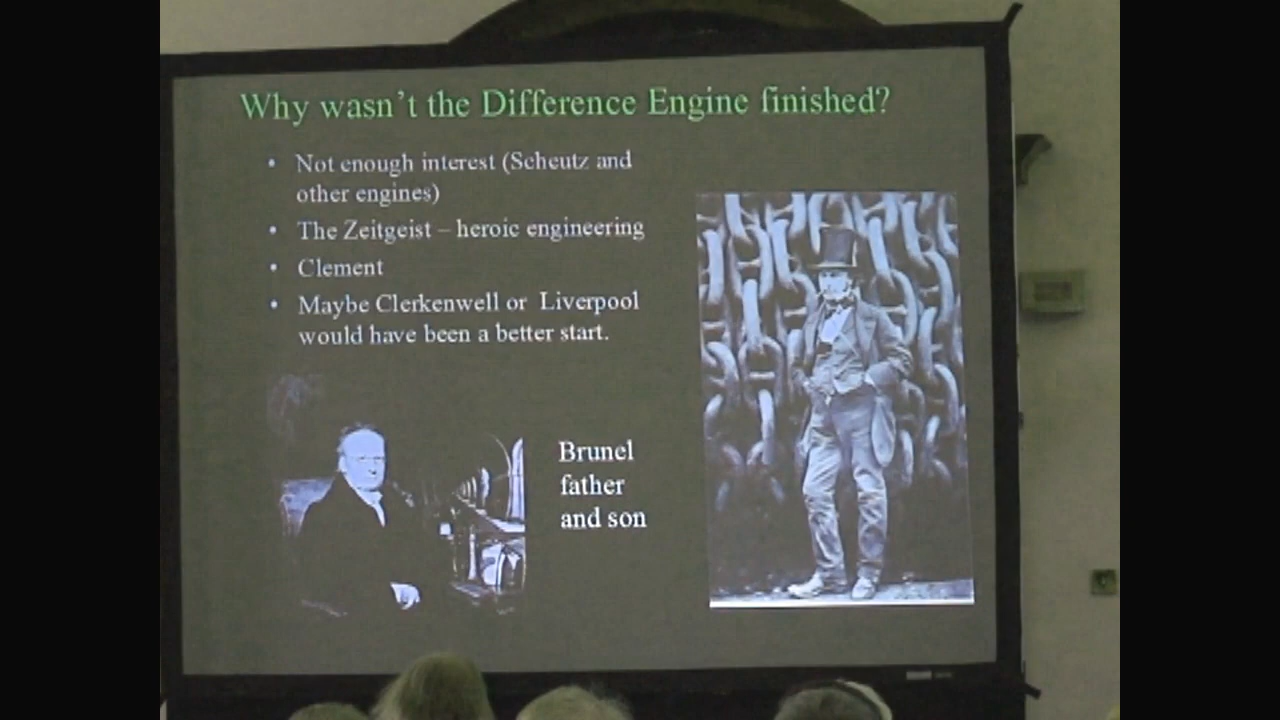 Why wasn't the Difference Engine finished?
• Not enough interest (Scheutz and
other engines)
• The Zeitgeist – heroic engineering
• Clement
• Maybe Clerkenwell or Liverpool
would have been a better start.
Brunel
father
and son